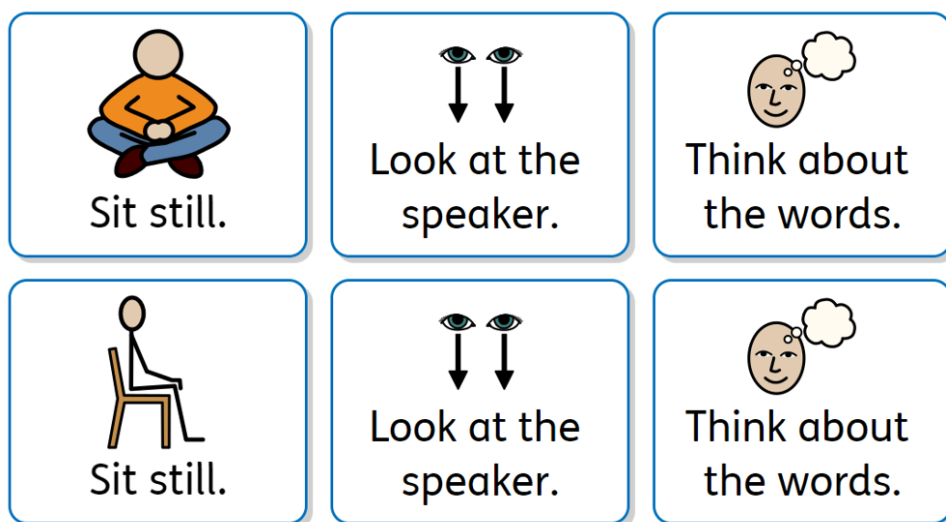 Sit still.
Look at the
speaker.
Think about
the words.
Sit still.
Look at the
speaker.
Think about
the words.